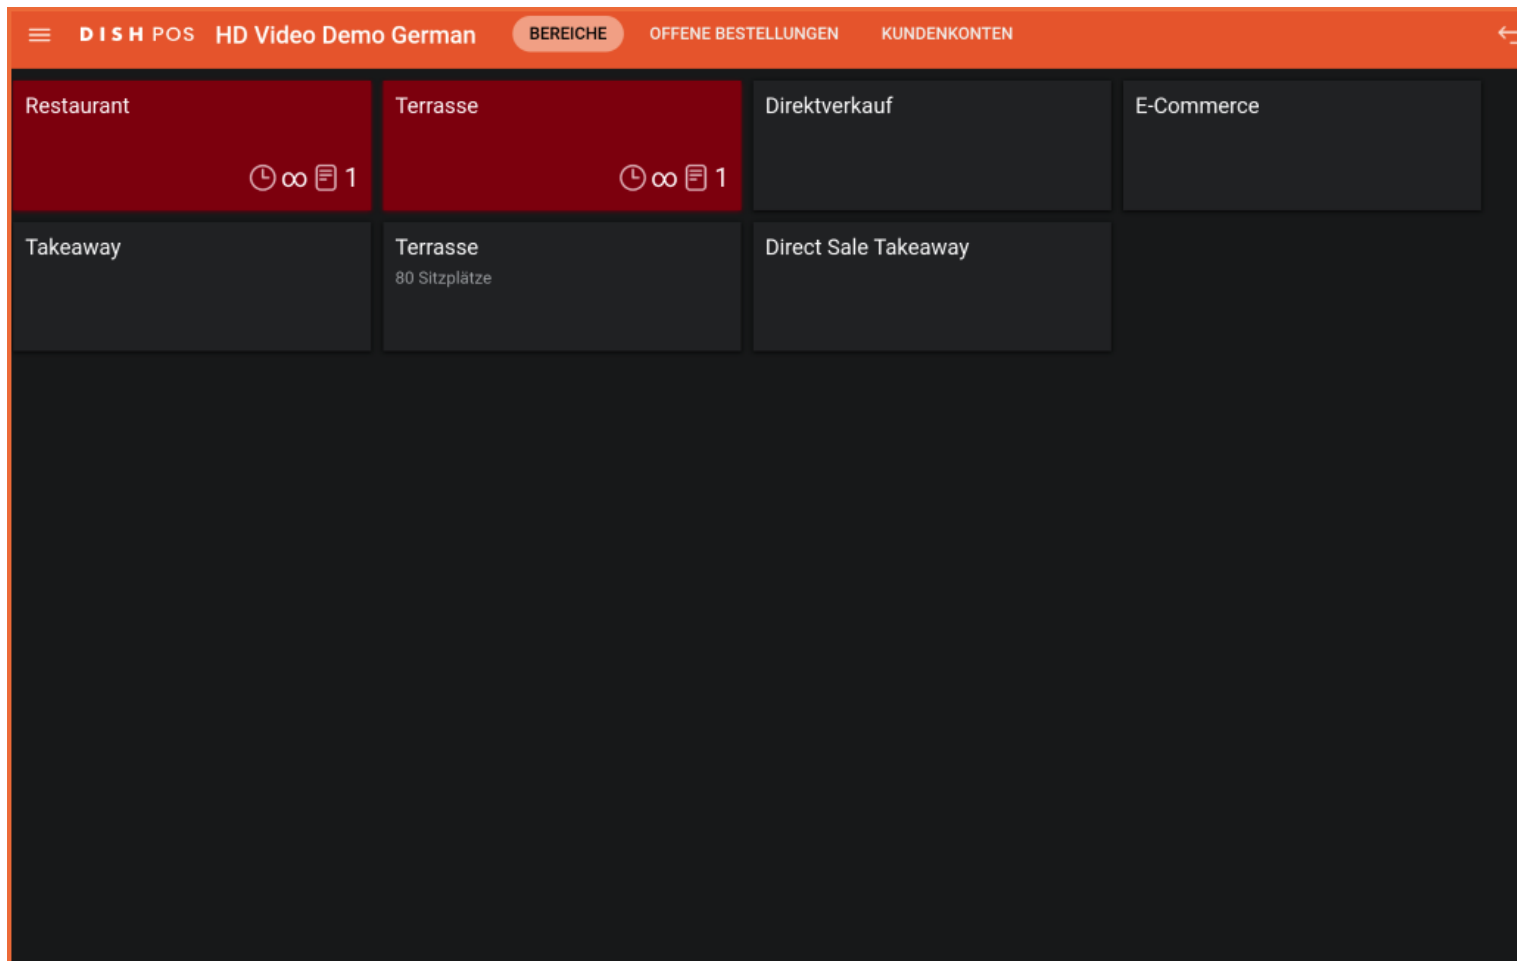 DISH POS HD Video Demo German BEREICHE OFFENE BESTELLUNGEN KUNDENKONTEN
Restaurant Terrasse Direktverkauf E-Commerce
∞ 1 ∞ 1
Takeaway Terrasse Direct Sale Takeaway
80 Sitzplätze